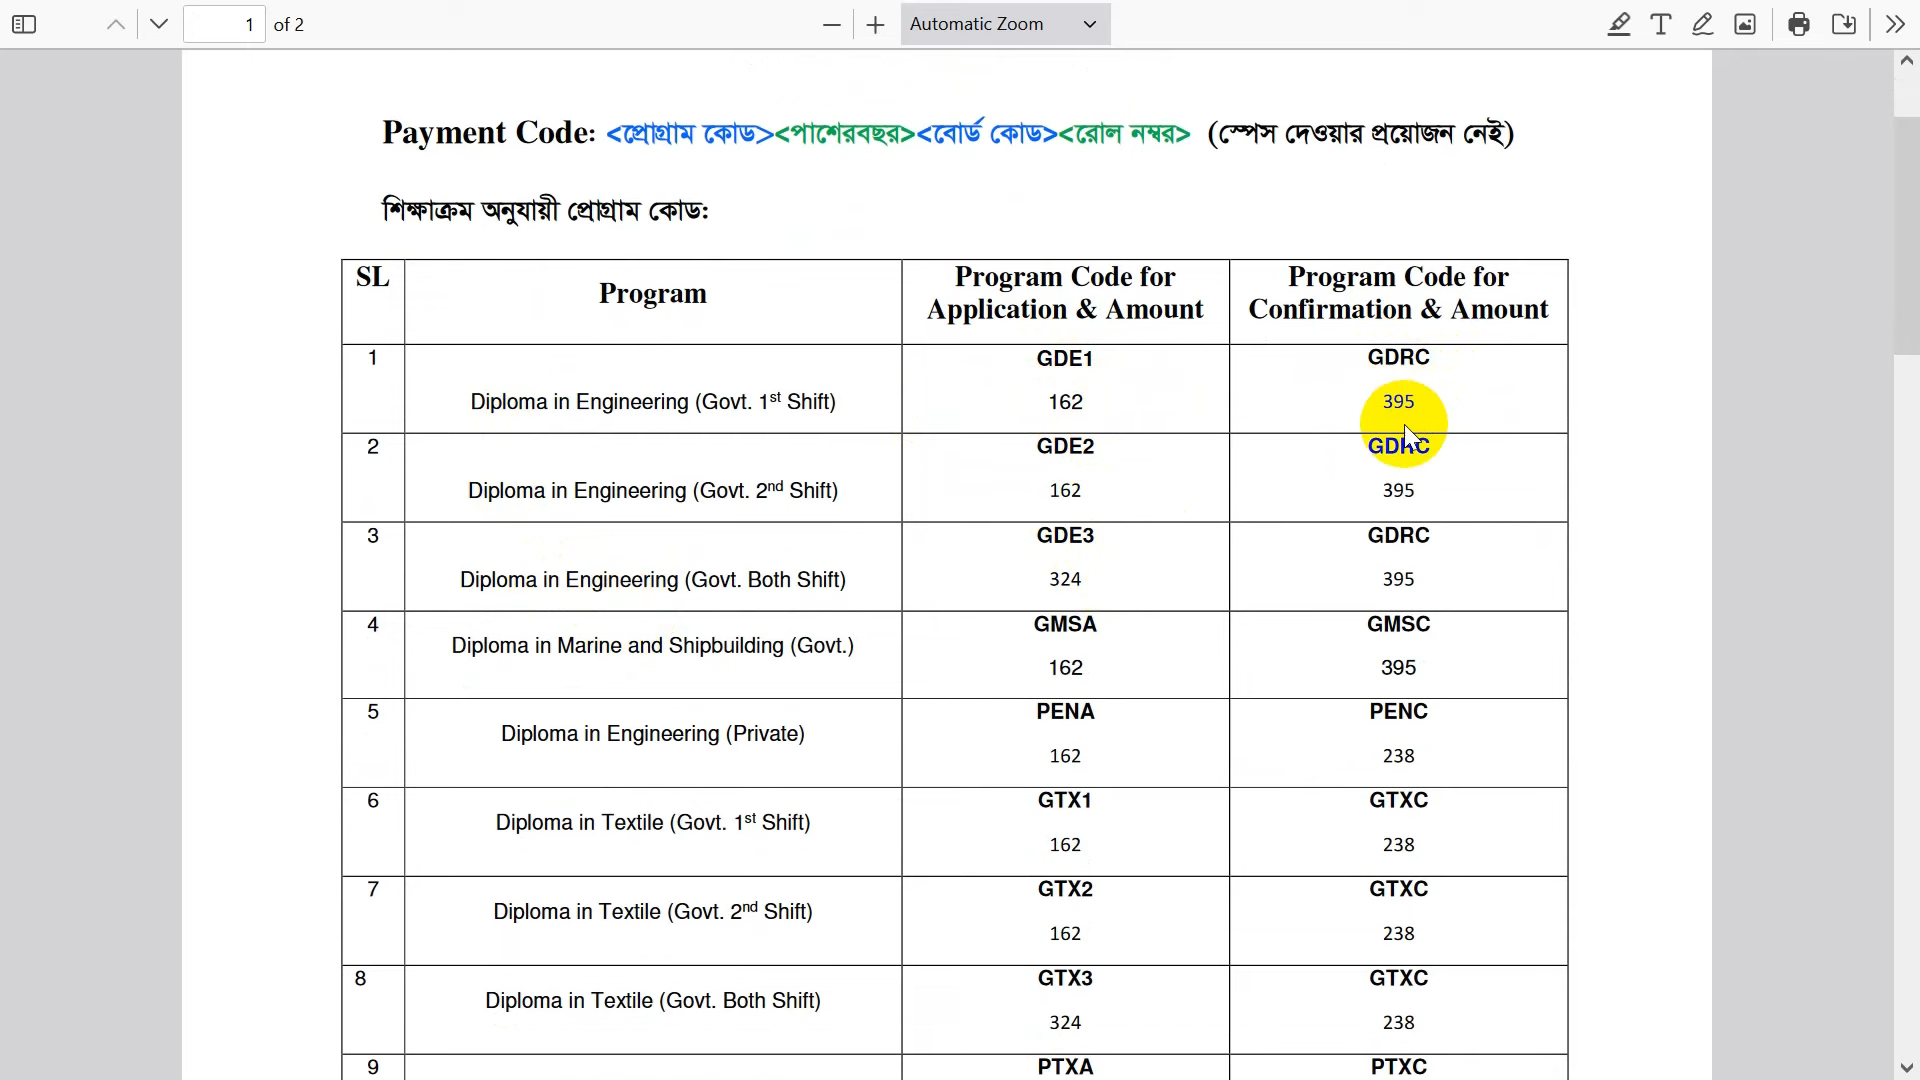 1 of 2 Automatic Zoom
Payment Code: <প্রোগ্রাম কোড><পাশেরবছর><বোর্ড কোড><রোল নম্বর> (স্পেস দেওয়ার প্রয়োজন নেই)
শিক্ষাক্রম অনুযায়ী প্রোগ্রাম কোড:
SL Program Program Code for Application & Amount Program Code for Confirmation & Amount
1 Diploma in Engineering (Govt. 1st Shift) GDE1 162 GDRC 395
2 Diploma in Engineering (Govt. 2nd Shift) GDE2 162 GDRC 395
3 Diploma in Engineering (Govt. Both Shift) GDE3 324 GDRC 395
4 Diploma in Marine and Shipbuilding (Govt.) GMSA 162 GMSC 395
5 Diploma in Engineering (Private) PENA 162 PENC 238
6 Diploma in Textile (Govt. 1st Shift) GTX1 162 GTXC 238
7 Diploma in Textile (Govt. 2nd Shift) GTX2 162 GTXC 238
8 Diploma in Textile (Govt. Both Shift) GTX3 324 GTXC 238
9 PTXA PTXC